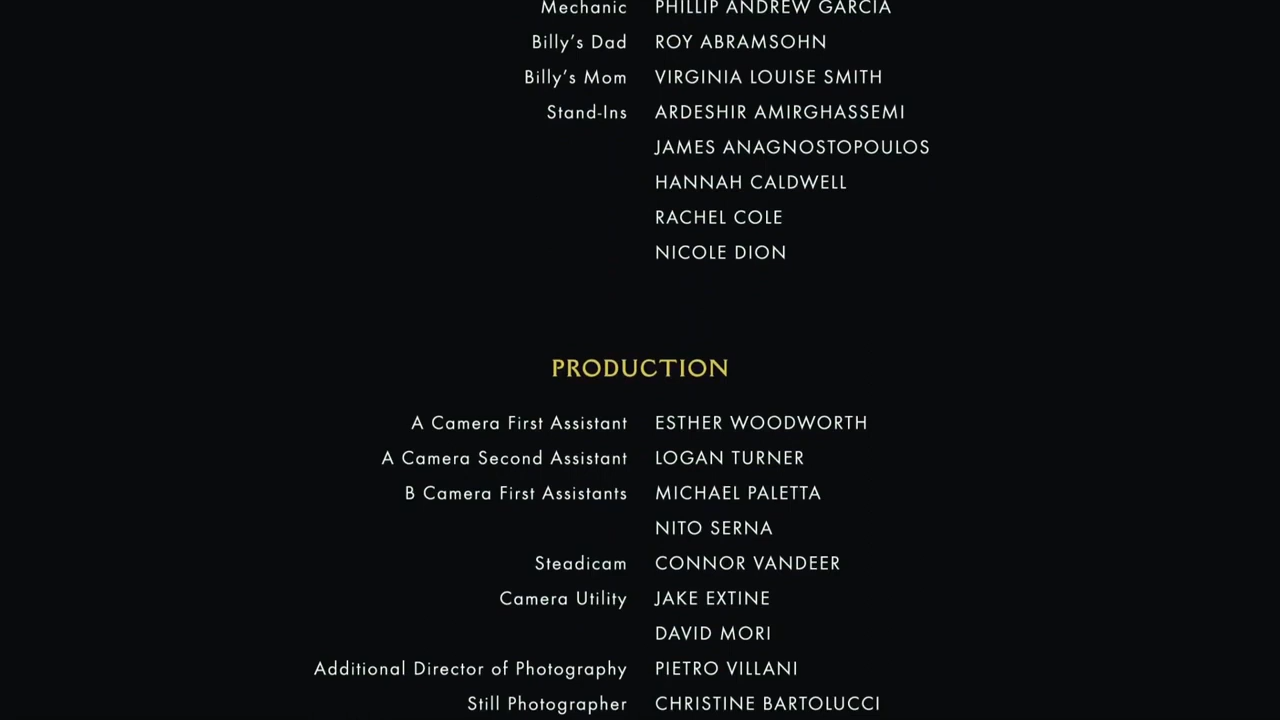 Mechanic PHILLIP ANDREW GARCIA
Billy's Dad ROY ABRAMSOHN
Billy's Mom VIRGINIA LOUISE SMITH
Stand-Ins ARDESHIR AMIRGHASSEMI
JAMES ANAGNOSTOPOULOS
HANNAH CALDWELL
RACHEL COLE
NICOLE DION
PRODUCTION
A Camera First Assistant ESTHER WOODWORTH
A Camera Second Assistant LOGAN TURNER
B Camera First Assistants MICHAEL PALETTA
NITO SERNA
Steadicam CONNOR VANDEER
Camera Utility JAKE EXTINE
DAVID MORI
Additional Director of Photography PIETRO VILLANI
Still Photographer CHRISTINE BARTOLUCCI